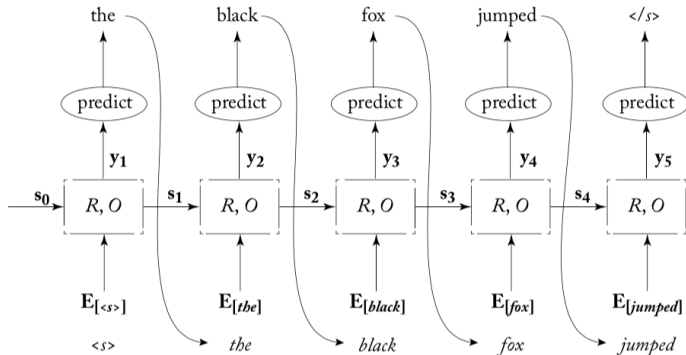 the black fox jumped </s>
predict predict predict predict predict
y1 y2 y3 y4 y5
s0 R, O s1 R, O s2 R, O s3 R, O s4 R, O
E[<s>] E[the] E[black] E[fox] E[jumped]
<s> the black fox jumped